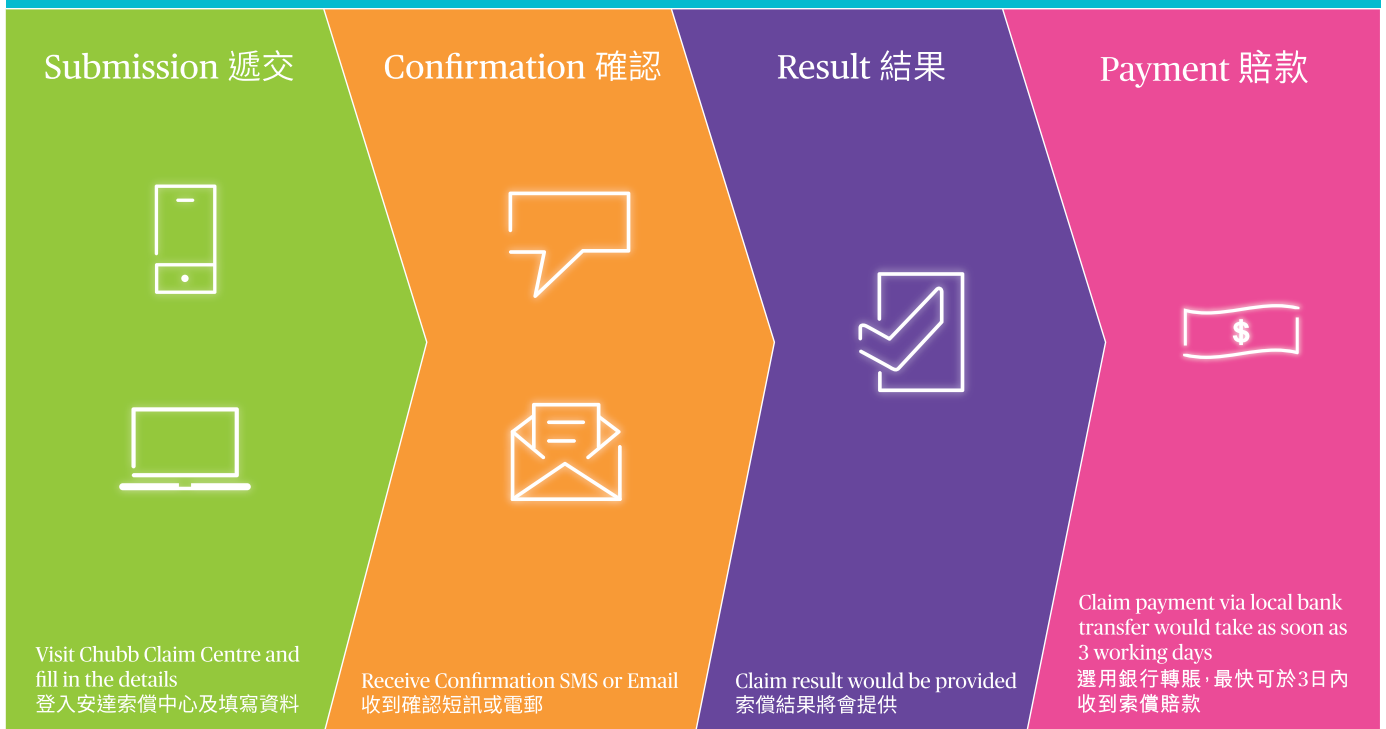 Submission 遞交
Visit Chubb Claim Centre and
fill in the details
登入安達索償中心及填寫資料
Confirmation 確認
Receive Confirmation SMS or Email
收到確認短訊或電郵
Result 結果
Claim result would be provided
索償結果將會提供
Payment 賠款
$
Claim payment via local bank
transfer would take as soon as
3 working days
選用銀行轉賬，最快可於3日內
收到索償賠款